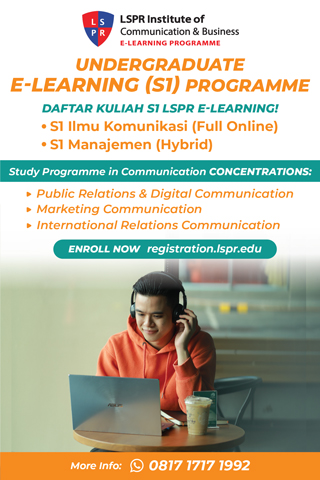 L S
P R
LSPR Institute of
Communication & Business
E-LEARNING PROGRAMME
UNDERGRADUATE
E-LEARNING (S1) PROGRAMME
DAFTAR KULIAH S1 LSPR E-LEARNING!
• S1 Ilmu Komunikasi (Full Online)
• S1 Manajemen (Hybrid)
Study Programme in Communication CONCENTRATIONS:
Public Relations & Digital Communication
Marketing Communication
International Relations Communication
ENROLL NOW registration.lspr.edu
ASUS
More Info: 0817 1717 1992